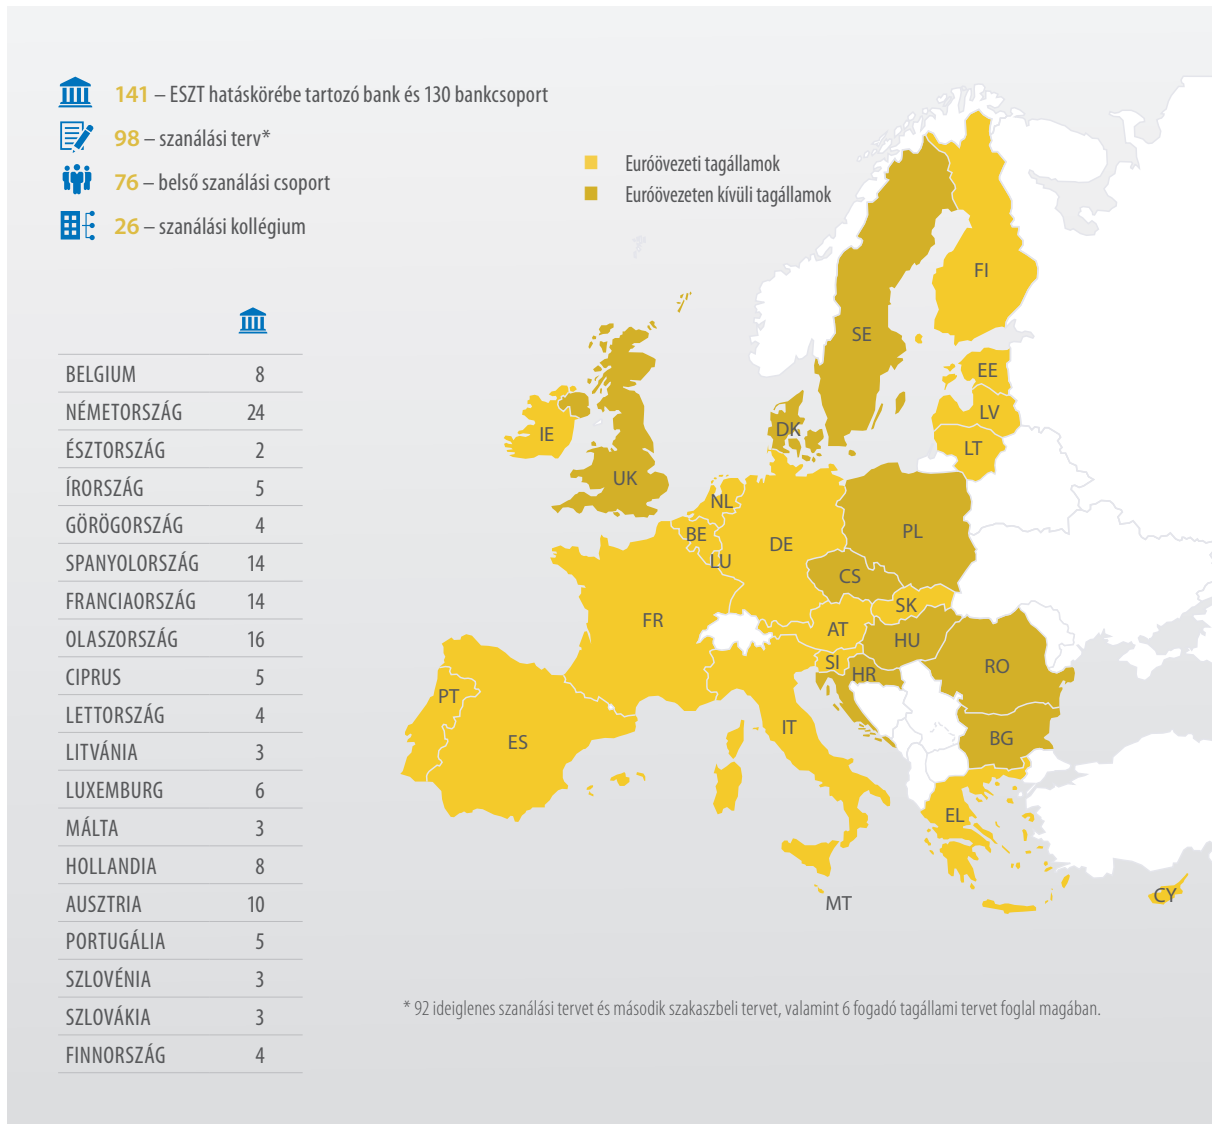 141 – ESZT hatáskörébe tartozó bank és 130 bankcsoport
98 – szanálási terv*
76 – belső szanálási csoport
26 – szanálási kollégium
Euróövezeti tagállamok
Euróövezeten kívüli tagállamok
BELGIUM 8
NÉMETORSZÁG 24
ÉSZTORSZÁG 2
ÍRORSZÁG 5
GÖRÖGORSZÁG 4
SPANYOLORSZÁG 14
FRANCIAORSZÁG 14
OLASZORSZÁG 16
CIPRUS 5
LETTORSZÁG 4
LITVÁNIA 3
LUXEMBURG 6
MÁLTA 3
HOLLANDIA 8
AUSZTRIA 10
PORTUGÁLIA 5
SZLOVÉNIA 3
SZLOVÁKIA 3
FINNORSZÁG 4
FI
SE
EE
LV
LT
DK
IE
UK
NL
BE
LU
DE
PL
CS
SK
FR
AT
HU
SI
HR
RO
PT
ES
IT
BG
EL
MT
CY
* 92 ideiglenes szanálási tervet és második szakaszbeli tervet, valamint 6 fogadó tagállami tervet foglal magában.